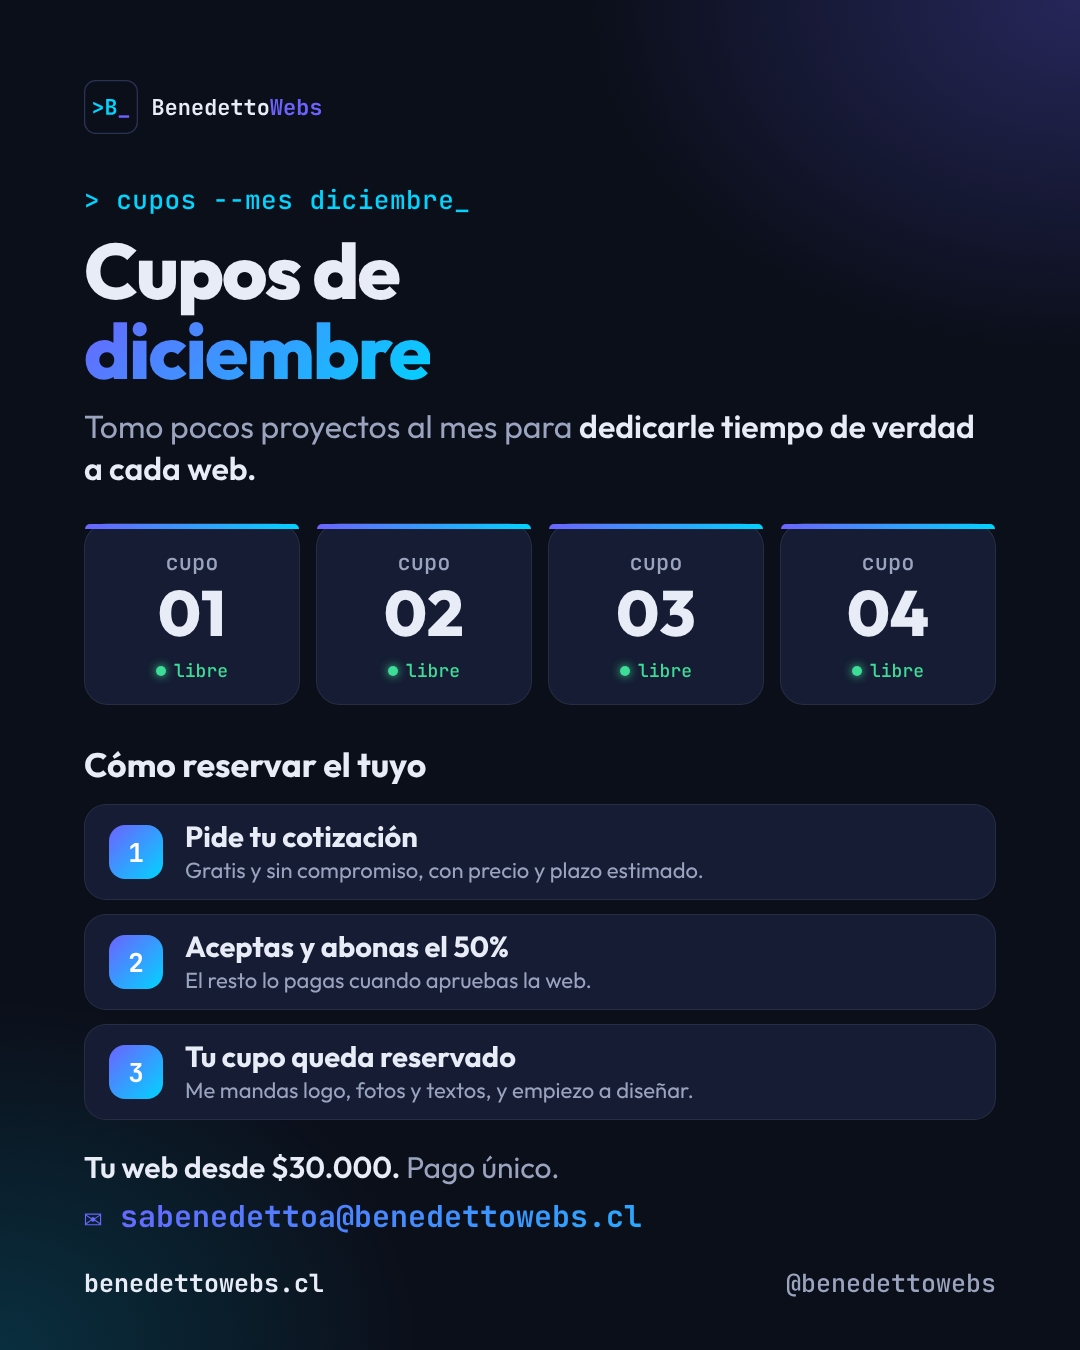 >B_ BenedettoWebs
> cupos --mes diciembre_
Cupos de
diciembre
Tomo pocos proyectos al mes para dedicarle tiempo de verdad
a cada web.
cupo
01
libre
cupo
02
libre
cupo
03
libre
cupo
04
libre
Cómo reservar el tuyo
1
Pide tu cotización
Gratis y sin compromiso, con precio y plazo estimado.
2
Aceptas y abonas el 50%
El resto lo pagas cuando apruebas la web.
3
Tu cupo queda reservado
Me mandas logo, fotos y textos, y empiezo a diseñar.
Tu web desde $30.000. Pago único.
✉ sabenedettoa@benedettowebs.cl
benedettowebs.cl
@benedettowebs